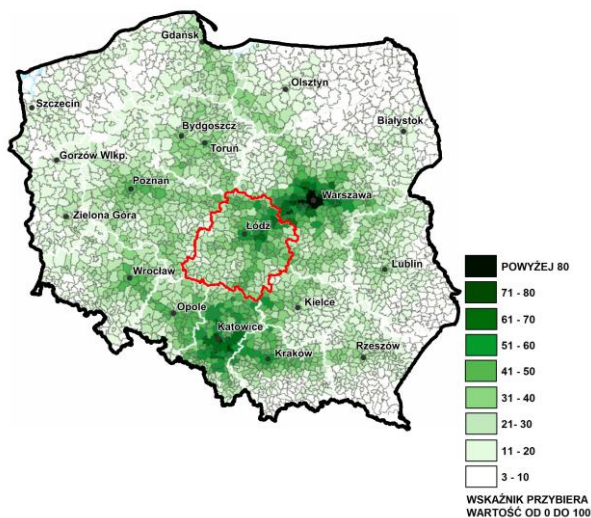 Gdańsk
Olsztyn
Szczecin
Białystok
Bydgoszcz
Toruń
Gorzów Wlkp.
Poznań
Warszawa
Zielona Góra
Łódź
Lublin
Wrocław
Opole
Kielce
Katowice
Kraków
Rzeszów
POWYŻEJ 80
71 - 80
61 - 70
51 - 60
41 - 50
31 - 40
21- 30
11 - 20
3 - 10
WSKAŹNIK PRZYBIERA
WARTOŚĆ OD 0 DO 100